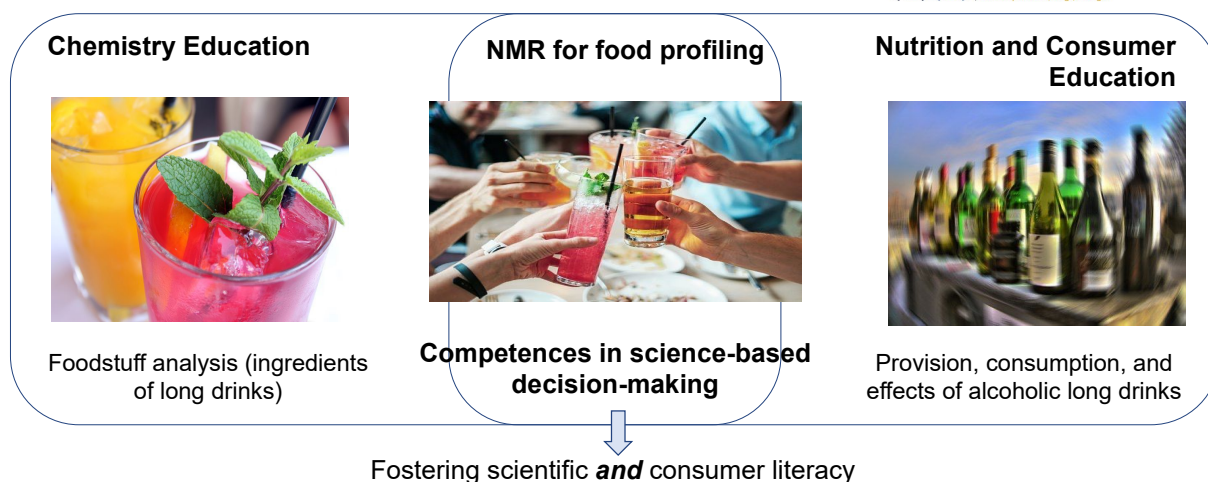 Chemistry Education
Foodstuff analysis (ingredients
of long drinks)
NMR for food profiling
Competences in science-based
decision-making
Nutrition and Consumer
Education
Provision, consumption, and
effects of alcoholic long drinks
Fostering scientific and consumer literacy